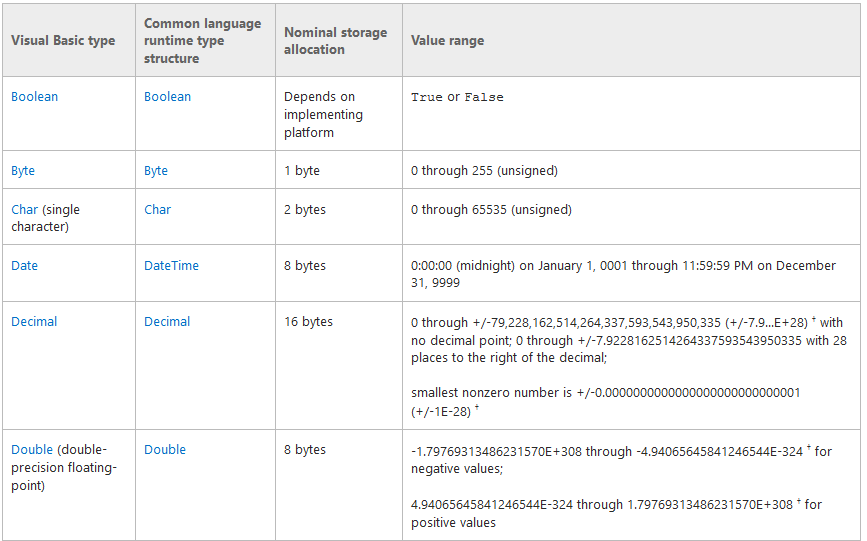 Visual Basic type
Common language
runtime type
structure
Nominal storage
allocation
Value range
Boolean
Boolean
Depends on
implementing
platform
True or False
Byte
Byte
1 byte
0 through 255 (unsigned)
Char (single
character)
Char
2 bytes
0 through 65535 (unsigned)
Date
DateTime
8 bytes
0:00:00 (midnight) on January 1, 0001 through 11:59:59 PM on December
31, 9999
Decimal
Decimal
16 bytes
0 through +/-79,228,162,514,264,337,593,543,950,335 (+/-7.9...E+28) † with
no decimal point; 0 through +/-7.9228162514264337593543950335 with 28
places to the right of the decimal;
smallest nonzero number is +/-0.0000000000000000000000000001
(+/-1E-28) †
Double (double-
precision floating-
point)
Double
8 bytes
-1.79769313486231570E+308 through -4.94065645841246544E-324 † for
negative values;
4.94065645841246544E-324 through 1.79769313486231570E+308 † for
positive values